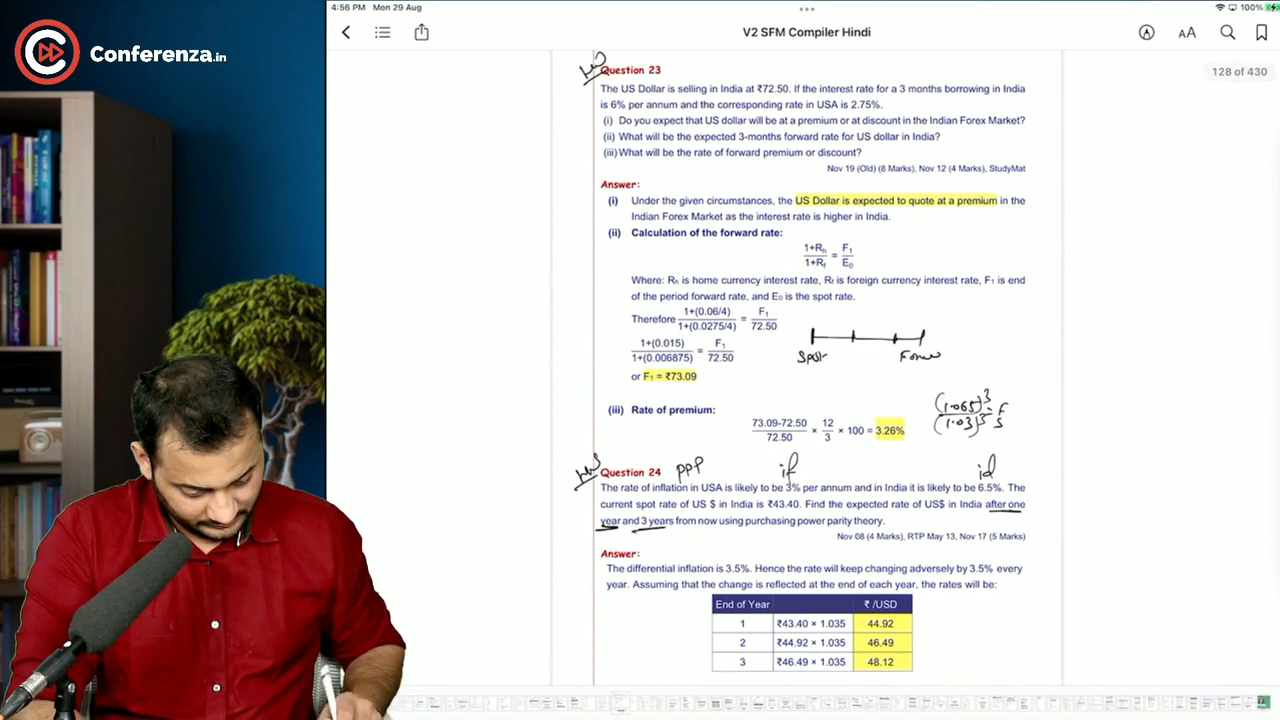 4:56 PM Mon 29 Aug
100%
Conferenza.in
V2 SFM Compiler Hindi
AA
128 of 430
Question 23
The US Dollar is selling in India at ₹72.50. If the interest rate for a 3 months borrowing in India
is 6% per annum and the corresponding rate in USA is 2.75%.
(i) Do you expect that US dollar will be at a premium or at discount in the Indian Forex Market?
(ii) What will be the expected 3-months forward rate for US dollar in India?
(iii) What will be the rate of forward premium or discount?
Nov 19 (Old) (8 Marks), Nov 12 (4 Marks), StudyMat
Answer:
(i) Under the given circumstances, the US Dollar is expected to quote at a premium in the
Indian Forex Market as the interest rate is higher in India.
(ii) Calculation of the forward rate:
1+Rh / 1+Rf = F1 / E0
Where: Rh is home currency interest rate, Rf is foreign currency interest rate, F1 is end
of the period forward rate, and E0 is the spot rate.
Therefore 1+(0.06/4) / 1+(0.0275/4) = F1 / 72.50
1+(0.015) / 1+(0.006875) = F1 / 72.50
Spot
or F1 = ₹73.09
(iii) Rate of premium:
73.09-72.50 / 72.50 × 12 / 3 × 100 = 3.26%
(1.065)^3 / (1.03)^3 = F / S
Question 24 PPP if id
The rate of inflation in USA is likely to be 3% per annum and in India it is likely to be 6.5%. The
current spot rate of US $ in India is ₹43.40. Find the expected rate of US$ in India after one
year and 3 years from now using purchasing power parity theory.
Nov 08 (4 Marks), RTP May 13, Nov 17 (5 Marks)
Answer:
The differential inflation is 3.5%. Hence the rate will keep changing adversely by 3.5% every
year. Assuming that the change is reflected at the end of each year, the rates will be:
End of Year ₹ /USD
1 ₹43.40 × 1.035 44.92
2 ₹44.92 × 1.035 46.49
3 ₹46.49 × 1.035 48.12